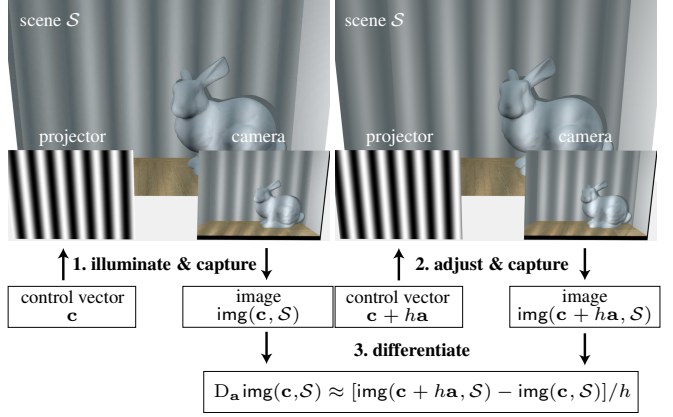 scene 𝒮
projector
camera
1. illuminate & capture
control vector
c
image
img(c, 𝒮)
scene 𝒮
projector
camera
2. adjust & capture
control vector
c + ha
image
img(c + ha, 𝒮)
3. differentiate
Dₐ img(c,𝒮) ≈ [img(c + ha, 𝒮) − img(c, 𝒮)]/h